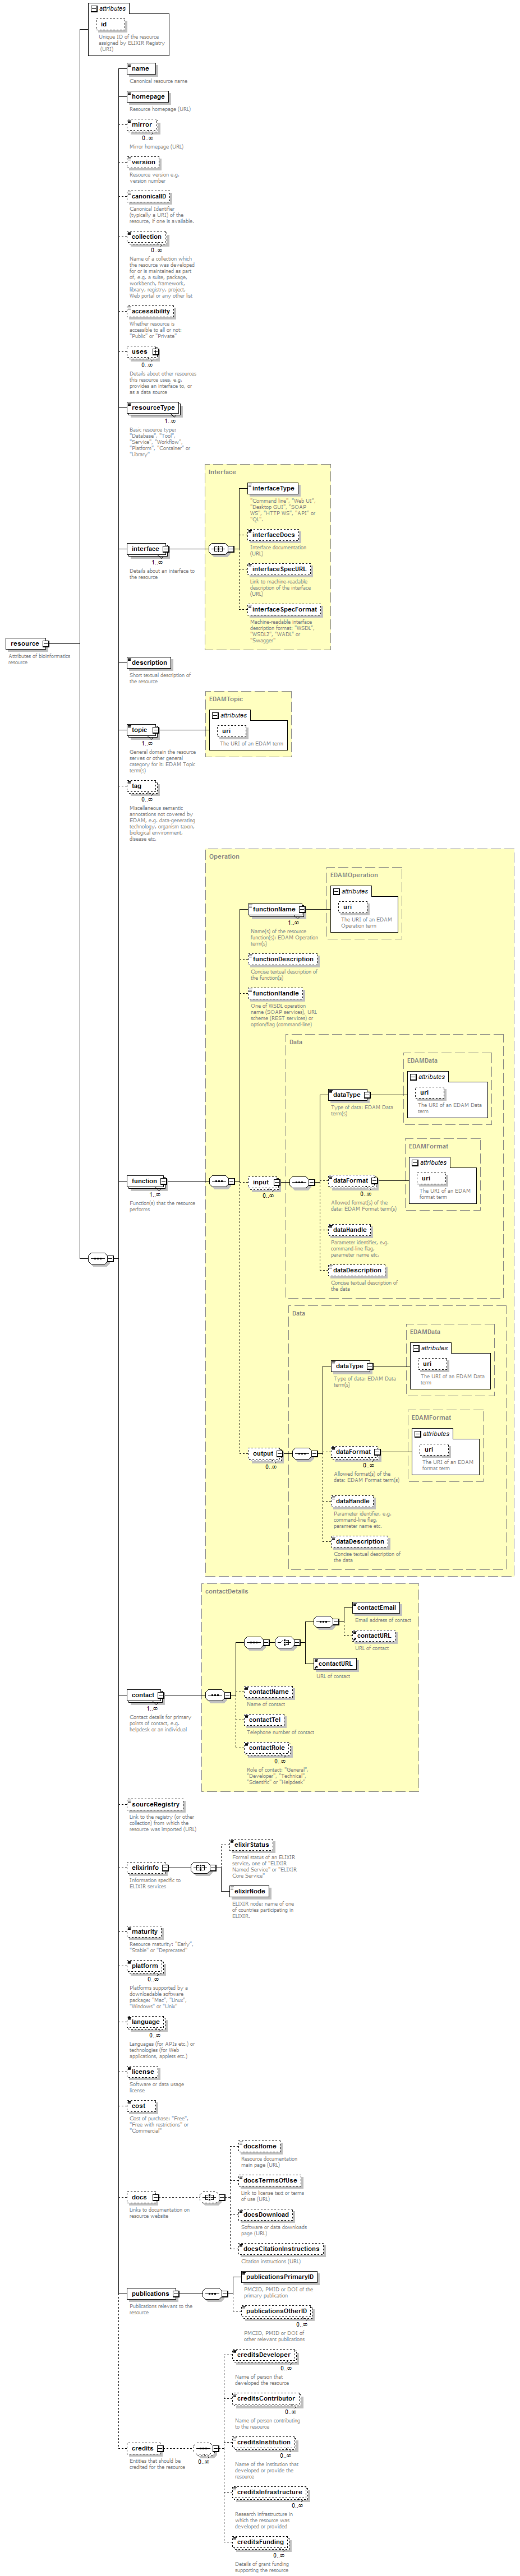 attributes
id
Unique ID of the resource
assigned by ELIXIR Registry
(URI)
name
Canonical resource name
homepage
Resource homepage (URL)
mirror
0..∞
Mirror homepage (URL)
version
Resource version e.g.
version number
canonicalID
Canonical Identifier
(typically a URI) of the
resource, if one is available.
collection
0..∞
Name of a collection which
the resource was developed
for or is maintained as part
of, e.g. a suite, package,
workbench, framework,
library, registry, project,
Web portal or any other list
accessibility
Whether resource is
accessible to all or not:
"Public" or "Private"
uses
0..∞
Details about other resources
this resource uses, e.g.
provides an interface to, or
as a data source
resourceType
1..∞
Basic resource type:
"Database", "Tool",
"Service", "Workflow",
"Platform", "Container" or
"Library"
interface
1..∞
Details about an interface to
the resource
Interface
interfaceType
"Command line", "Web UI",
"Desktop GUI", "SOAP
WS", "HTTP WS", "API" or
"QL".
interfaceDocs
Interface documentation
(URL)
interfaceSpecURL
Link to machine-readable
description of the interface
(URL)
interfaceSpecFormat
Machine-readable interface
description format: "WSDL",
"WSDL2", "WADL" or
"Swagger"
resource
Attributes of bioinformatics
resource
description
Short textual description of
the resource
topic
1..∞
General domain the resource
serves or other general
category for it: EDAM Topic
term(s)
EDAMTopic
attributes
uri
The URI of an EDAM term
tag
0..∞
Miscellaneous semantic
annotations not covered by
EDAM, e.g. data-generating
technology, organism taxon,
biological environment,
disease etc.
function
1..∞
Function(s) that the resource
performs
Operation
functionName
1..∞
Name(s) of the resource
function(s): EDAM Operation
term(s)
EDAMOperation
attributes
uri
The URI of an EDAM
Operation term
functionDescription
Concise textual description of
the function(s)
functionHandle
One of WSDL operation
name (SOAP services), URL
scheme (REST services) or
option/flag (command-line)
input
0..∞
Data
dataType
Type of data: EDAM Data
term(s)
EDAMData
attributes
uri
The URI of an EDAM Data
term
dataFormat
0..∞
Allowed format(s) of the
data: EDAM Format term(s)
EDAMFormat
attributes
uri
The URI of an EDAM
format term
dataHandle
Parameter identifier, e.g.
command-line flag,
parameter name etc.
dataDescription
Concise textual description of
the data
output
0..∞
Data
dataType
Type of data: EDAM Data
term(s)
EDAMData
attributes
uri
The URI of an EDAM Data
term
dataFormat
0..∞
Allowed format(s) of the
data: EDAM Format term(s)
EDAMFormat
attributes
uri
The URI of an EDAM
format term
dataHandle
Parameter identifier, e.g.
command-line flag,
parameter name etc.
dataDescription
Concise textual description of
the data
contact
1..∞
Contact details for primary
points of contact, e.g.
helpdesk or an individual
contactDetails
contactEmail
Email address of contact
contactURL
URL of contact
contactURL
URL of contact
contactName
Name of contact
contactTel
Telephone number of contact
contactRole
0..∞
Role of contact: "General",
"Developer", "Technical",
"Scientific" or "Helpdesk"
sourceRegistry
Link to the registry (or other
collection) from which the
resource was imported (URL)
elixirInfo
Information specific to
ELIXIR services
elixirStatus
Formal status of an ELIXIR
service, one of "ELIXIR
Named Service" or "ELIXIR
Core Service"
elixirNode
ELIXIR node: name of one
of countries participating in
ELIXIR.
maturity
Resource maturity: "Early",
"Stable" or "Deprecated"
platform
0..∞
Platforms supported by a
downloadable software
package: "Mac", "Linux",
"Windows" or "Unix"
language
0..∞
Languages (for APIs etc.) or
technologies (for Web
applications, applets etc.)
license
Software or data usage
license
cost
Cost of purchase: "Free",
"Free with restrictions" or
"Commercial"
docs
Links to documentation on
resource website
docsHome
Resource documentation
main page (URL)
docsTermsOfUse
Link to license text or terms
of use (URL)
docsDownload
Software or data downloads
page (URL)
docsCitationInstructions
Citation instructions (URL)
publications
Publications relevant to the
resource
publicationsPrimaryID
PMCID, PMID or DOI of the
primary publication
publicationsOtherID
0..∞
PMCID, PMID or DOI of
other relevant publications
credits
Entities that should be
credited for the resource
0..∞
creditsDeveloper
0..∞
Name of person that
developed the resource
creditsContributor
0..∞
Name of person contributing
to the resource
creditsInstitution
0..∞
Name of the institution that
developed or provide the
resource
creditsInfrastructure
0..∞
Research infrastructure in
which the resource was
developed or provided
creditsFunding
0..∞
Details of grant funding
supporting the resource